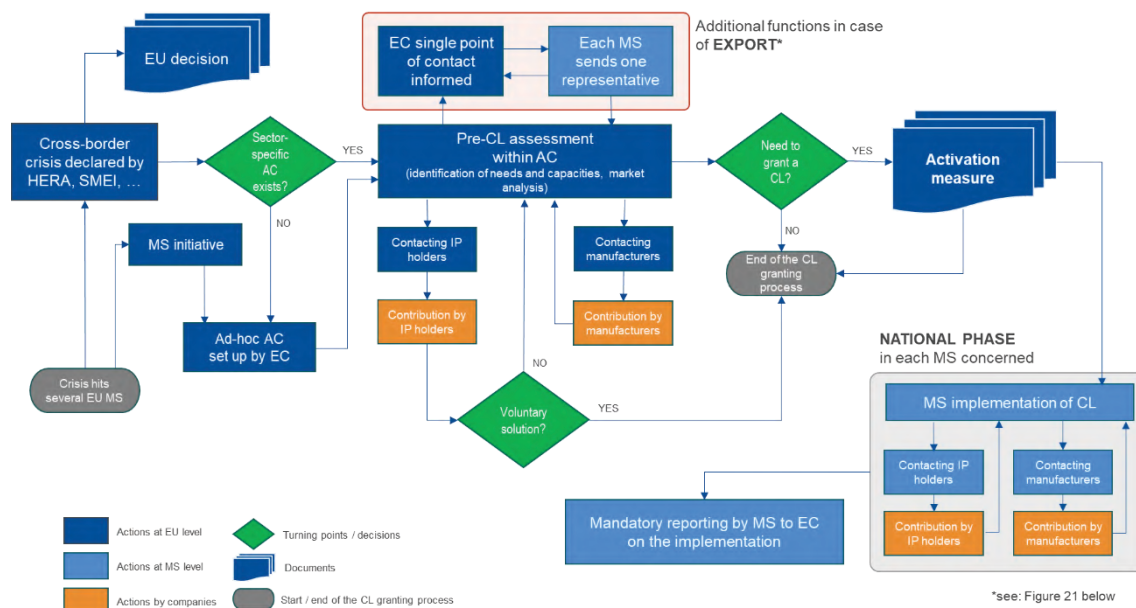 Additional functions in case
of EXPORT*
EU decision
EC single point
of contact
informed
Each MS
sends one
representative
Cross-border
crisis declared by
HERA, SMEI, ...
Sector-
specific
AC
exists?
YES
Pre-CL assessment
within AC
(identification of needs and capacities, market
analysis)
Need to
grant a
CL?
YES
Activation
measure
NO
NO
MS initiative
Contacting IP
holders
Contacting
manufacturers
End of the CL
granting
process
Contribution by
IP holders
Contribution by
manufacturers
Ad-hoc AC
set up by EC
NATIONAL PHASE
in each MS concerned
Crisis hits
several EU MS
NO
Voluntary
solution?
YES
MS implementation of CL
Contacting IP
holders
Contacting
manufacturers
Mandatory reporting by MS to EC
on the implementation
Contribution by
IP holders
Contribution by
manufacturers
Actions at EU level
Turning points / decisions
Actions at MS level
Documents
Actions by companies
Start / end of the CL granting process
*see: Figure 21 below